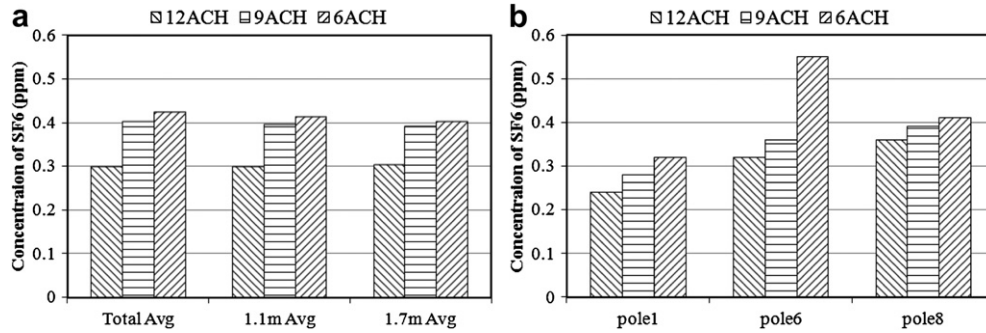 a
12ACH 9ACH 6ACH
Concentraion of SF6 (ppm)
0.6
0.5
0.4
0.3
0.2
0.1
0
Total Avg 1.1m Avg 1.7m Avg
b
12ACH 9ACH 6ACH
Concentraion of SF6 (ppm)
0.6
0.5
0.4
0.3
0.2
0.1
0
pole1 pole6 pole8